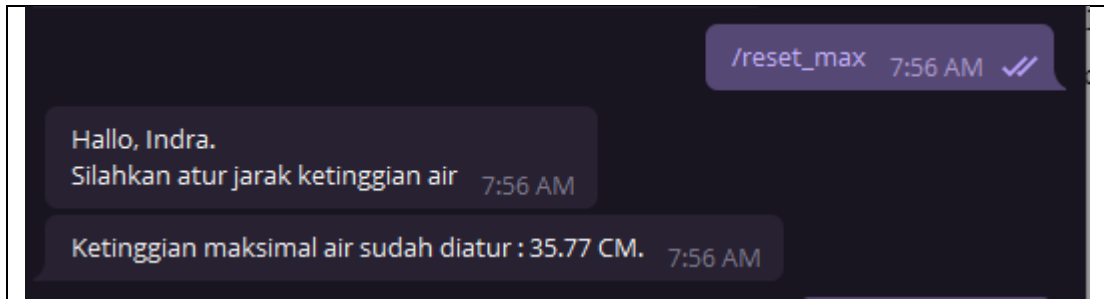 /reset_max 7:56 AM
Hallo, Indra.
Silahkan atur jarak ketinggian air 7:56 AM
Ketinggian maksimal air sudah diatur : 35.77 CM. 7:56 AM